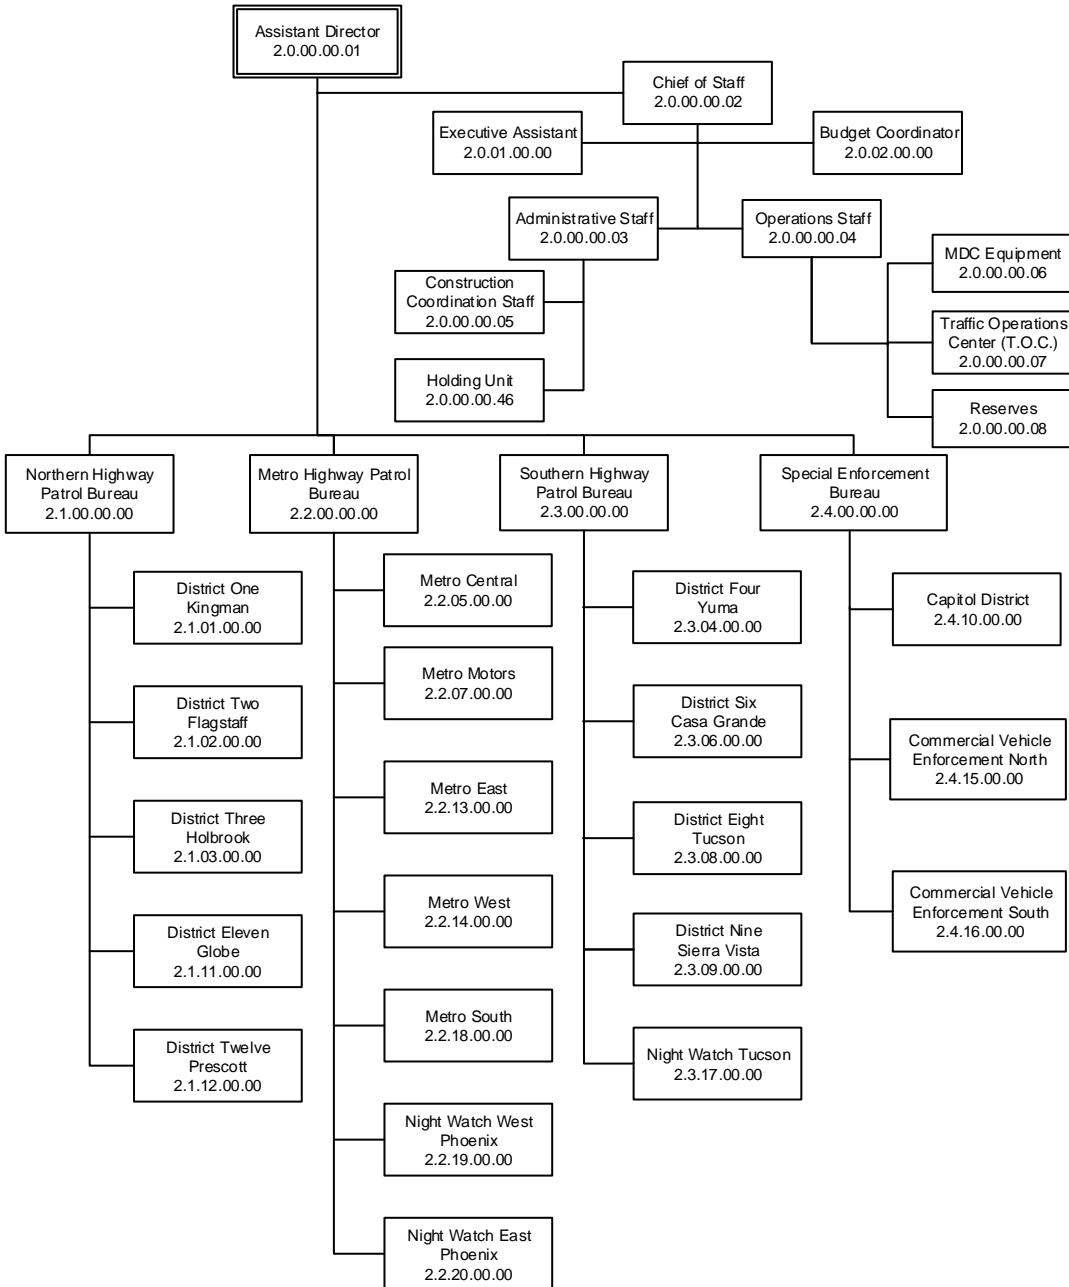 Assistant Director
2.0.00.00.01
Chief of Staff
2.0.00.00.02
Executive Assistant
2.0.01.00.00
Budget Coordinator
2.0.02.00.00
Administrative Staff
2.0.00.00.03
Operations Staff
2.0.00.00.04
MDC Equipment
2.0.00.00.06
Construction
Coordination Staff
2.0.00.00.05
Traffic Operations
Center (T.O.C.)
2.0.00.00.07
Holding Unit
2.0.00.00.46
Reserves
2.0.00.00.08
Northern Highway
Patrol Bureau
2.1.00.00.00
Metro Highway Patrol
Bureau
2.2.00.00.00
Southern Highway
Patrol Bureau
2.3.00.00.00
Special Enforcement
Bureau
2.4.00.00.00
District One
Kingman
2.1.01.00.00
District Two
Flagstaff
2.1.02.00.00
District Three
Holbrook
2.1.03.00.00
District Eleven
Globe
2.1.11.00.00
District Twelve
Prescott
2.1.12.00.00
Metro Central
2.2.05.00.00
Metro Motors
2.2.07.00.00
Metro East
2.2.13.00.00
Metro West
2.2.14.00.00
Metro South
2.2.18.00.00
Night Watch West
Phoenix
2.2.19.00.00
Night Watch East
Phoenix
2.2.20.00.00
District Four
Yuma
2.3.04.00.00
District Six
Casa Grande
2.3.06.00.00
District Eight
Tucson
2.3.08.00.00
District Nine
Sierra Vista
2.3.09.00.00
Night Watch Tucson
2.3.17.00.00
Capitol District
2.4.10.00.00
Commercial Vehicle
Enforcement North
2.4.15.00.00
Commercial Vehicle
Enforcement South
2.4.16.00.00